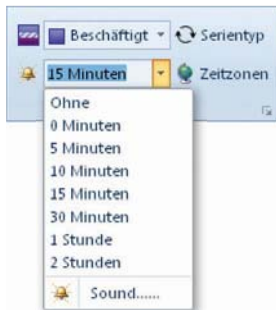 Beschäftigt Serientyp
15 Minuten Zeitzonen
Ohne
0 Minuten
5 Minuten
10 Minuten
15 Minuten
30 Minuten
1 Stunde
2 Stunden
Sound......